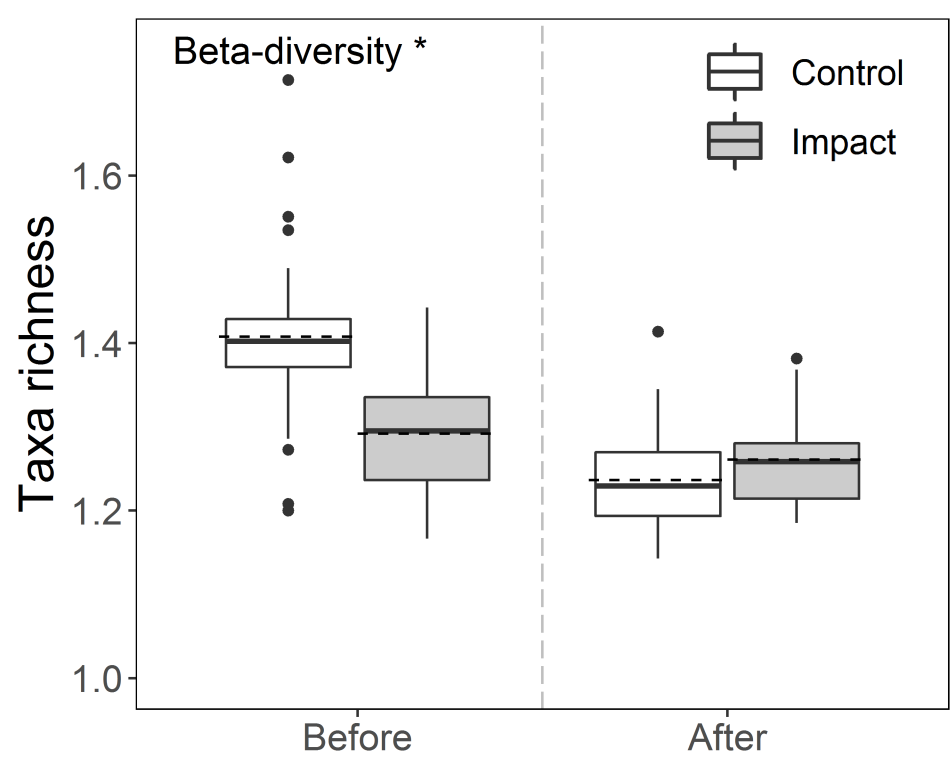 Beta-diversity *
Control
Impact
Taxa richness
1.6
1.4
1.2
1.0
Before
After